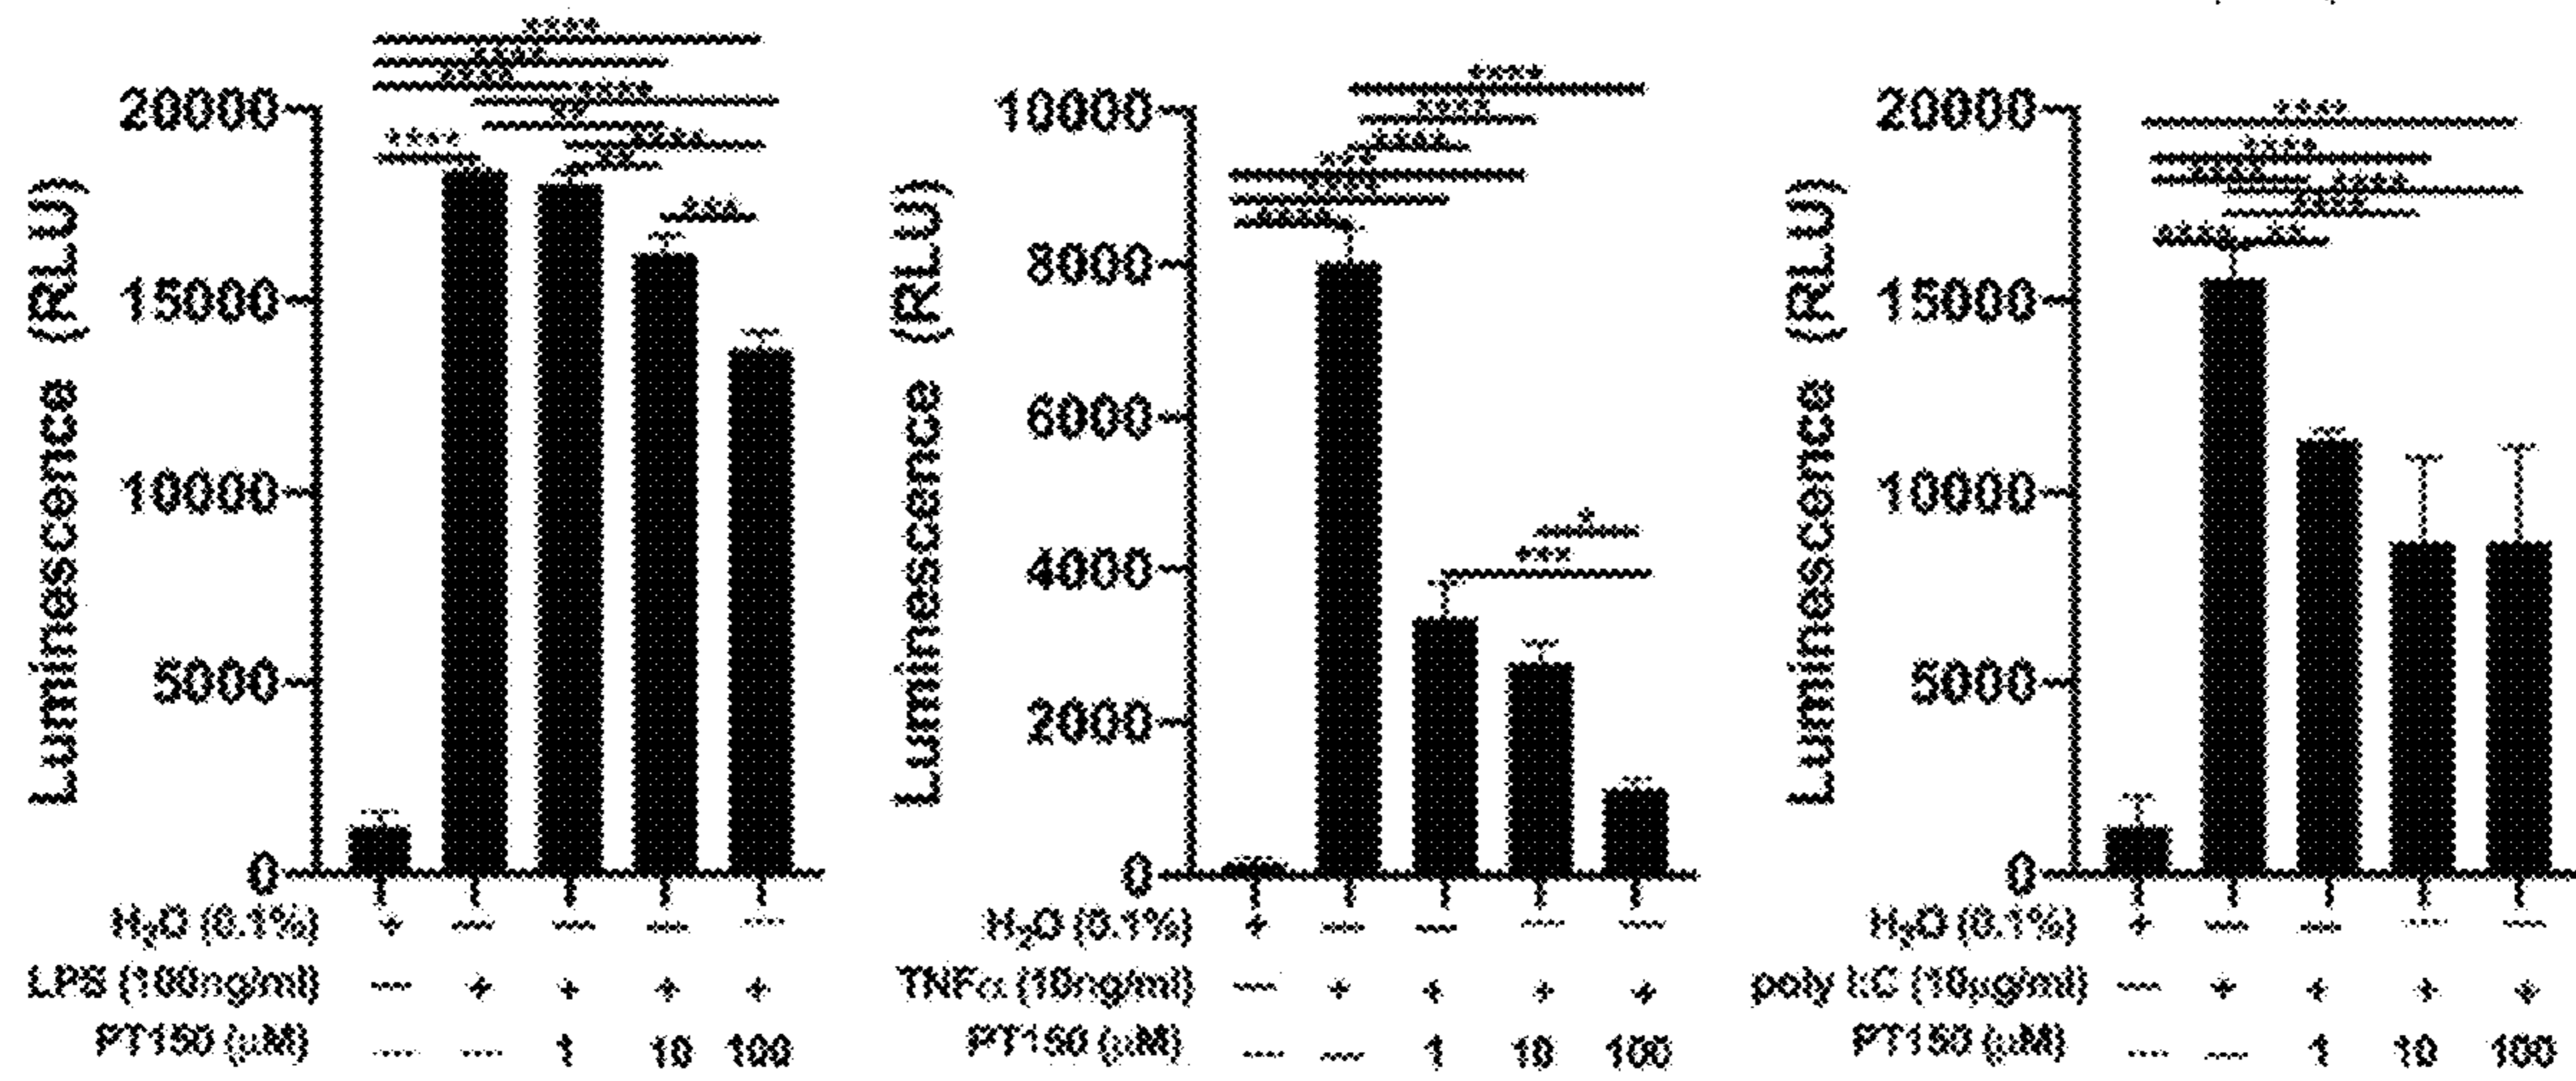 Luminescence (RLU)
20000
15000
10000
5000
0
H₂O (0.1%) + — — — —
LPS (100ng/ml) — + + + +
PT150 (μM) — — 1 10 100
**** **** **** **** ** **** **** ** ***
Luminescence (RLU)
10000
8000
6000
4000
2000
0
H₂O (0.1%) + — — — —
TNFα (10ng/ml) — + + + +
PT150 (μM) — — 1 10 100
**** **** **** **** **** * ***
Luminescence (RLU)
20000
15000
10000
5000
0
H₂O (0.1%) + — — — —
poly I:C (10μg/ml) — + + + +
PT150 (μM) — — 1 10 100
**** **** **** **** **** **** **